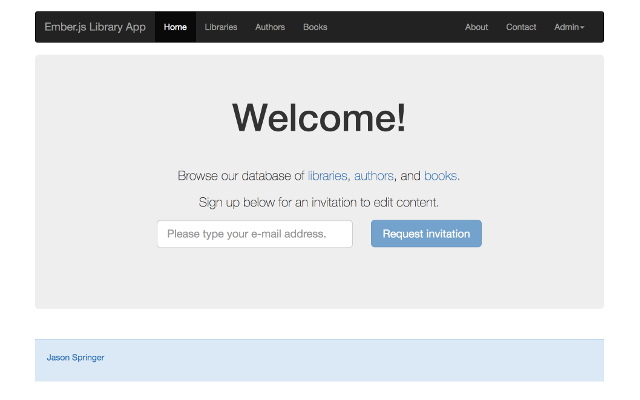 Ember.js Library App Home Libraries Authors Books About Contact Admin
Welcome!
Browse our database of libraries, authors, and books.
Sign up below for an invitation to edit content.
Please type your e-mail address. Request invitation
Jason Springer